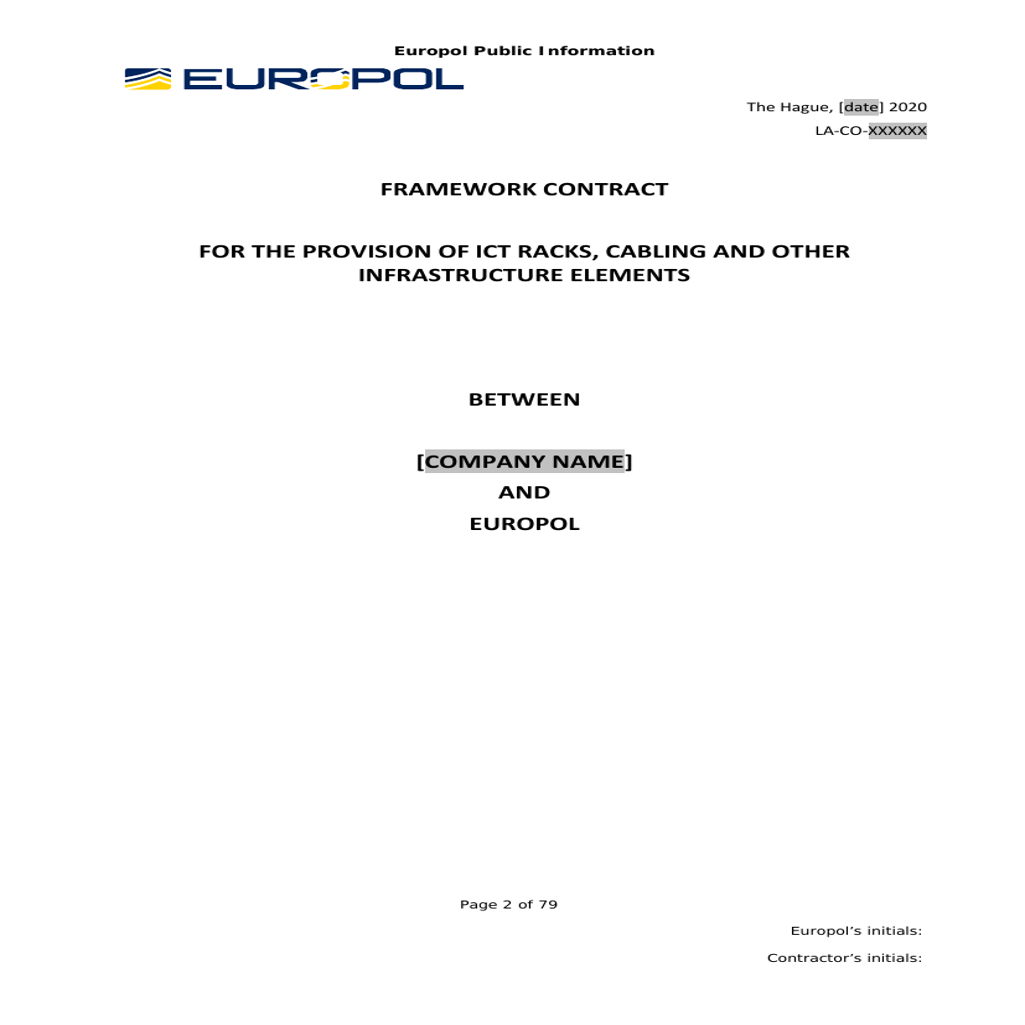 Europol Public Information
EUROPOL
The Hague, [date] 2020
LA-CO-XXXXXX
FRAMEWORK CONTRACT
FOR THE PROVISION OF ICT RACKS, CABLING AND OTHER
INFRASTRUCTURE ELEMENTS
BETWEEN
[COMPANY NAME]
AND
EUROPOL
Page 2 of 79
Europol’s initials:
Contractor’s initials: